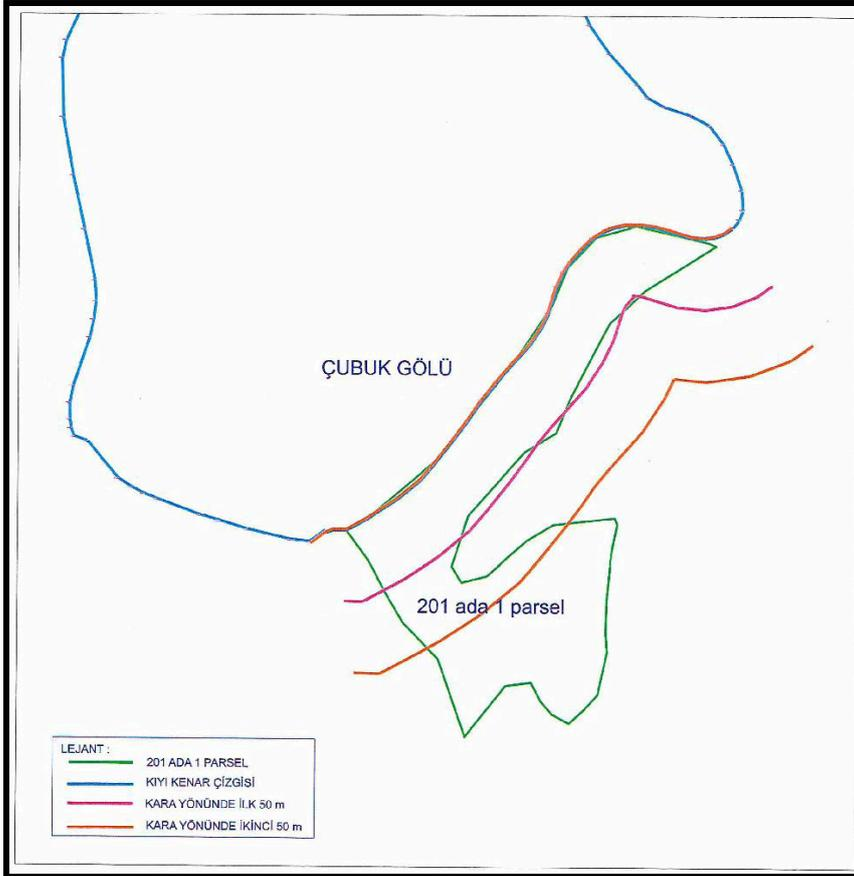 ÇUBUK GÖLÜ
201 ada 1 parsel
LEJANT :
201 ADA 1 PARSEL
KIYI KENAR ÇİZGİSİ
KARA YÖNÜNDE İLK 50 m
KARA YÖNÜNDE İKİNCİ 50 m